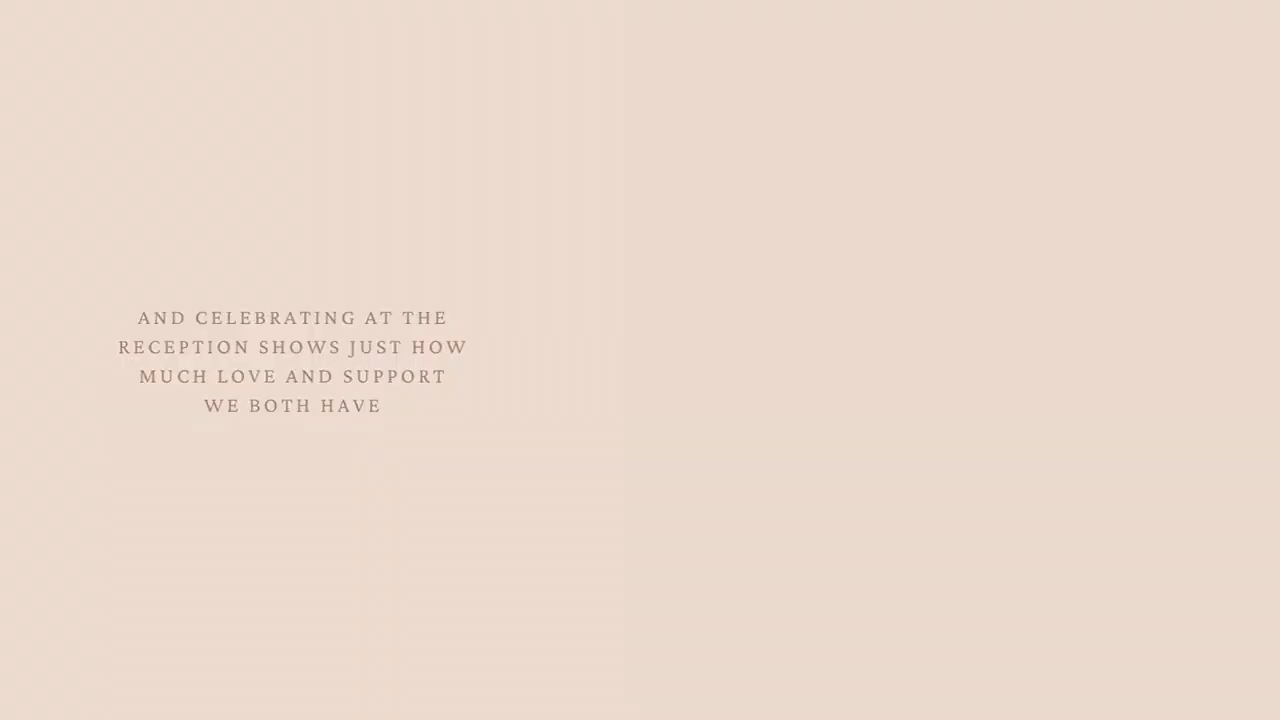 AND CELEBRATING AT THE
RECEPTION SHOWS JUST HOW
MUCH LOVE AND SUPPORT
WE BOTH HAVE